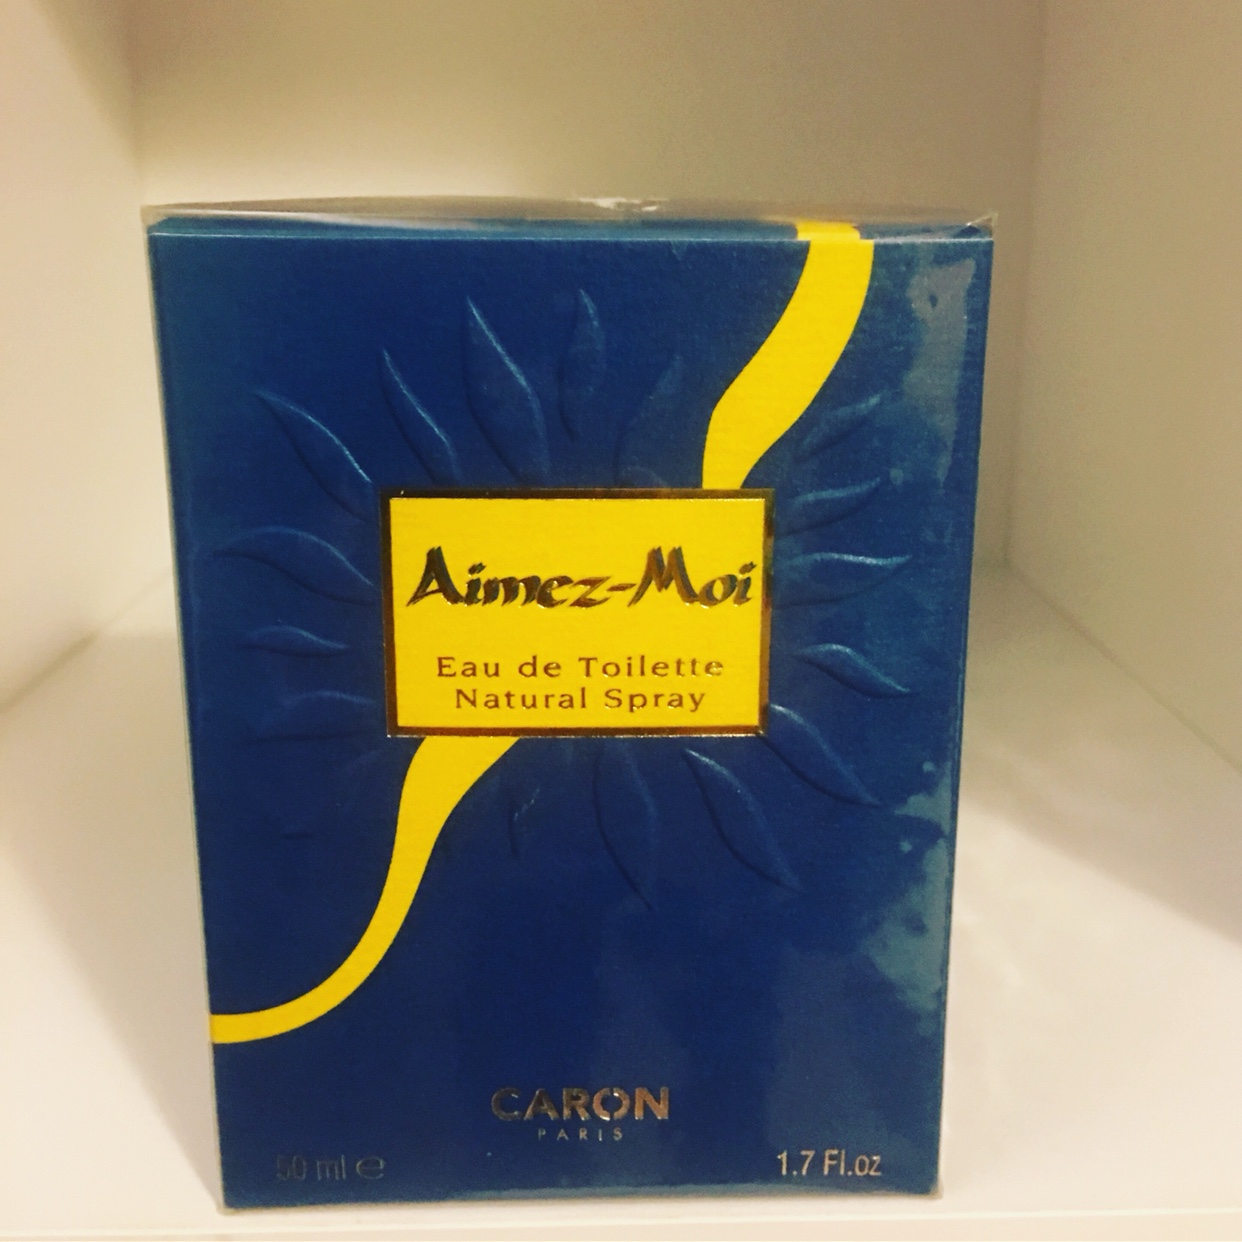 Aimez-Moi
Eau de Toilette
Natural Spray
CARON
PARIS
50 ml ℮
1.7 Fl.oz